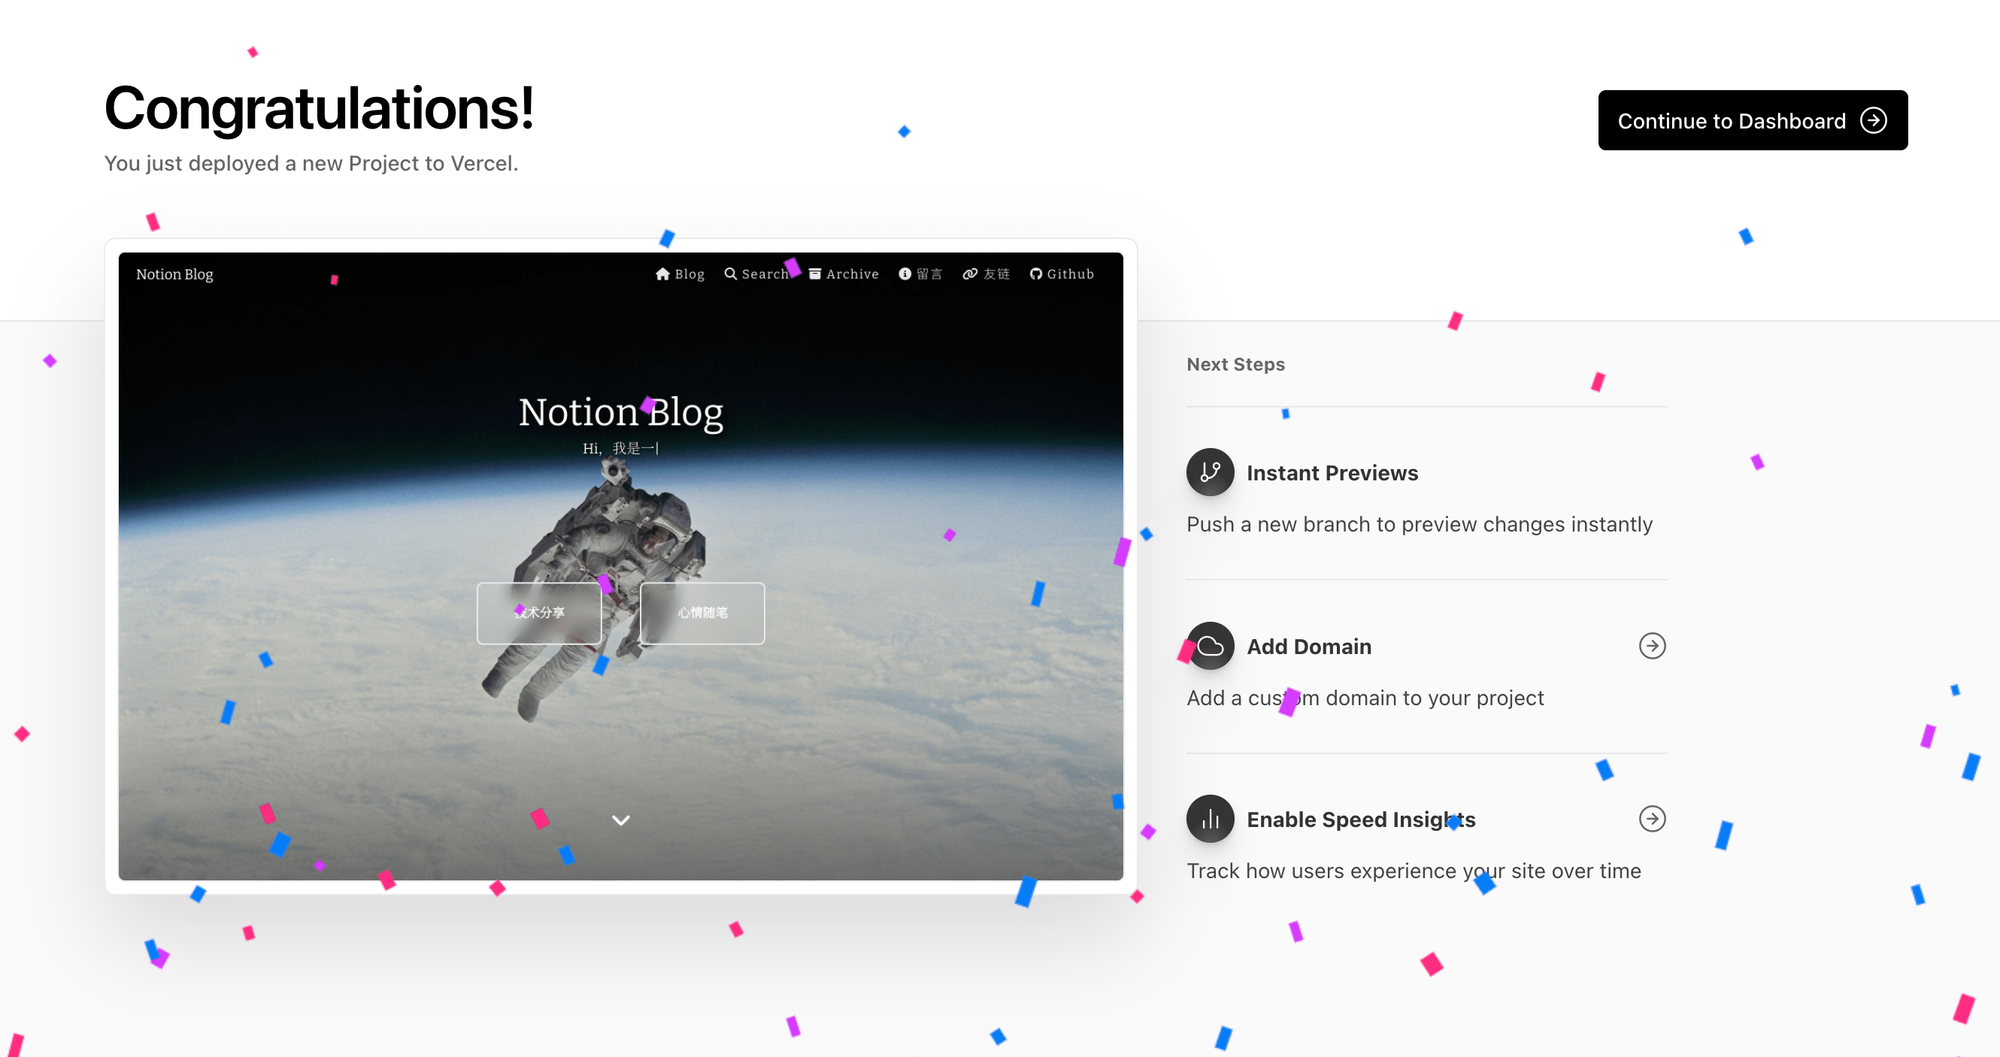 Congratulations!
You just deployed a new Project to Vercel.
Continue to Dashboard
Notion Blog
Blog
Search
Archive
留言
友链
Github
Notion Blog
Hi，我是一|
技术分享
心情随笔
Next Steps
Instant Previews
Push a new branch to preview changes instantly
Add Domain
Add a custom domain to your project
Enable Speed Insights
Track how users experience your site over time